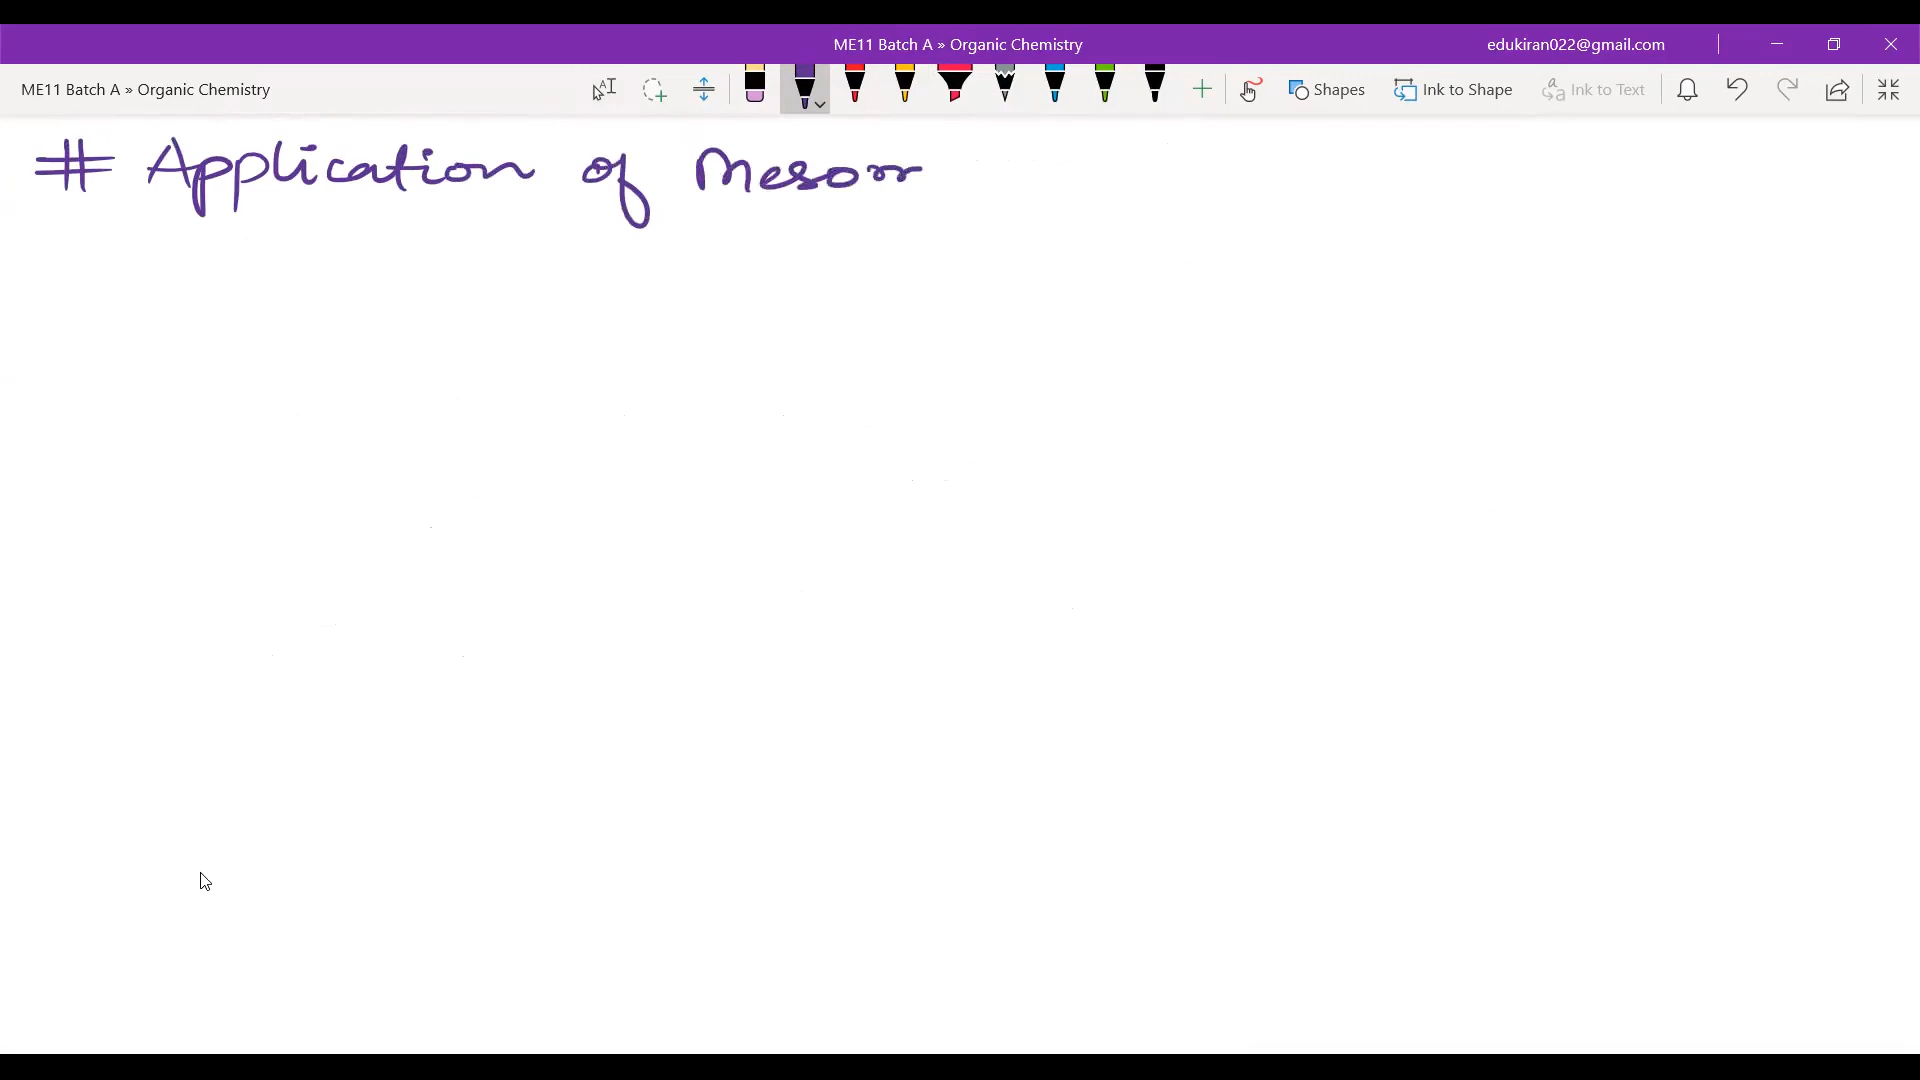 ME11 Batch A » Organic Chemistry edukiran022@gmail.com
ME11 Batch A » Organic Chemistry Shapes Ink to Shape Ink to Text
# Application of Mesorr